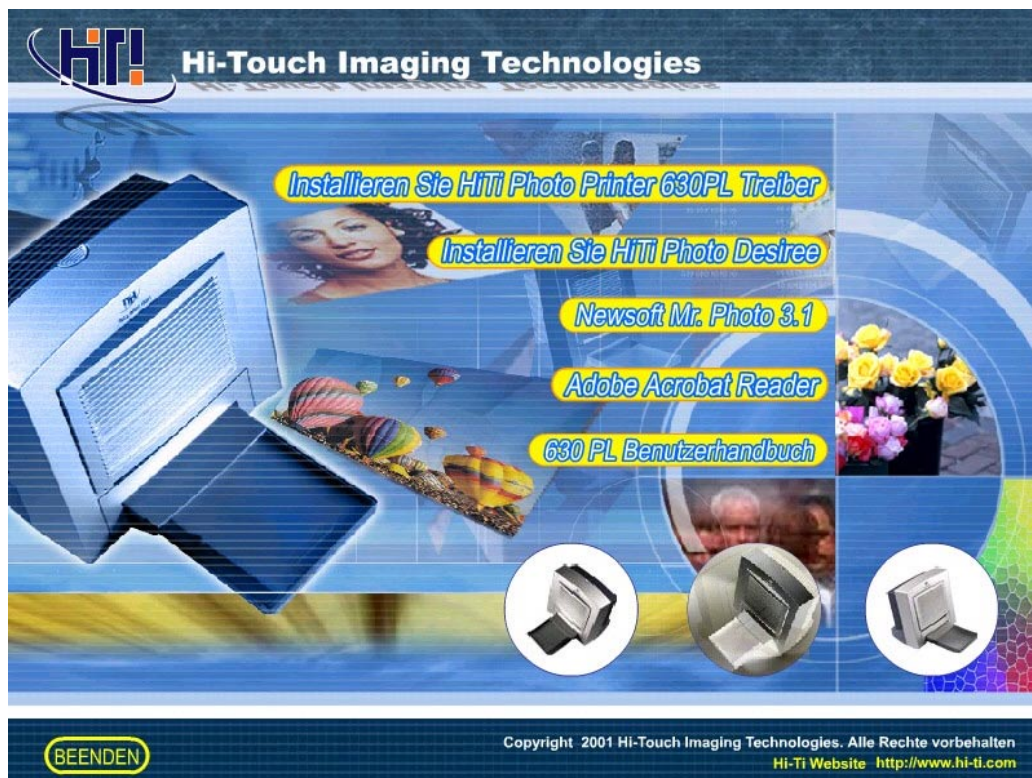 HiTi
Hi-Touch Imaging Technologies
Installieren Sie HiTi Photo Printer 630PL Treiber
Installieren Sie HiTi Photo Desiree
Newsoft Mr. Photo 3.1
Adobe Acrobat Reader
630 PL Benutzerhandbuch
BEENDEN
Copyright 2001 Hi-Touch Imaging Technologies. Alle Rechte vorbehalten
Hi-Ti Website http://www.hi-ti.com